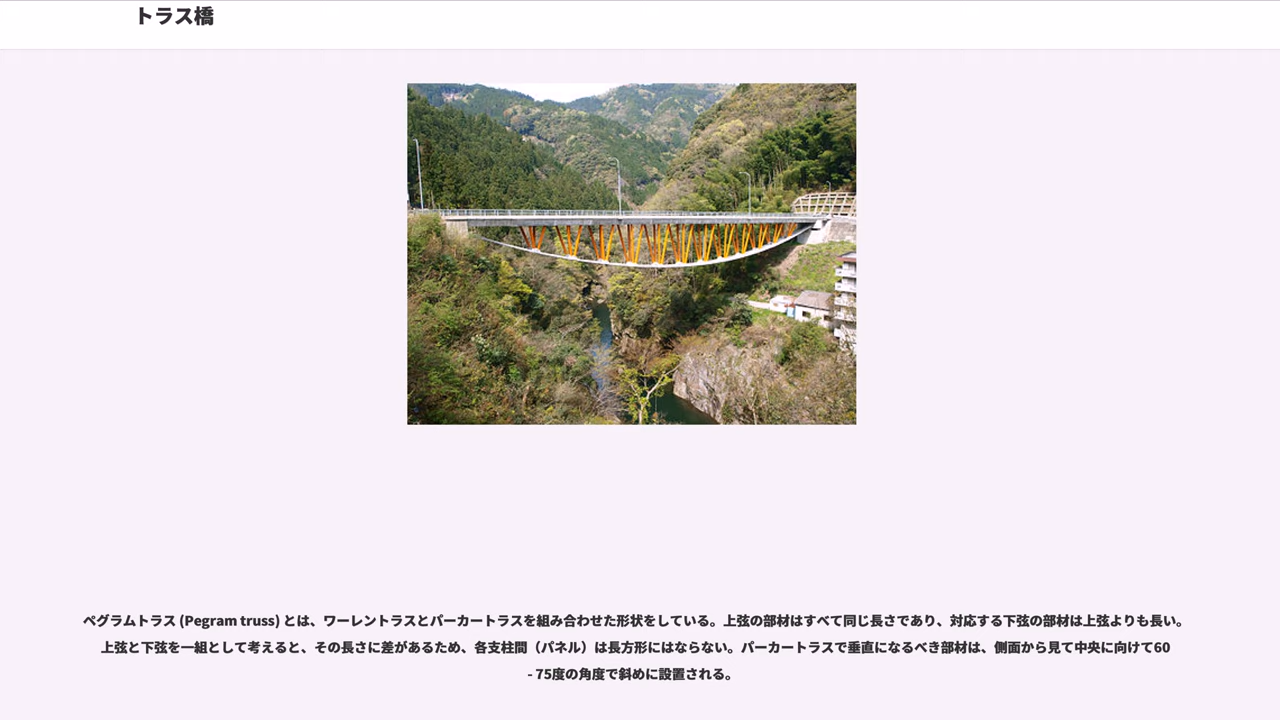 トラス橋
ペグラムトラス (Pegram truss) とは、ワーレントラスとパーカートラスを組み合わせた形状をしている。上弦の部材はすべて同じ長さであり、対応する下弦の部材は上弦よりも長い。
上弦と下弦を一組として考えると、その長さに差があるため、各支柱間（パネル）は長方形にはならない。パーカートラスで垂直になるべき部材は、側面から見て中央に向けて60
- 75度の角度で斜めに設置される。